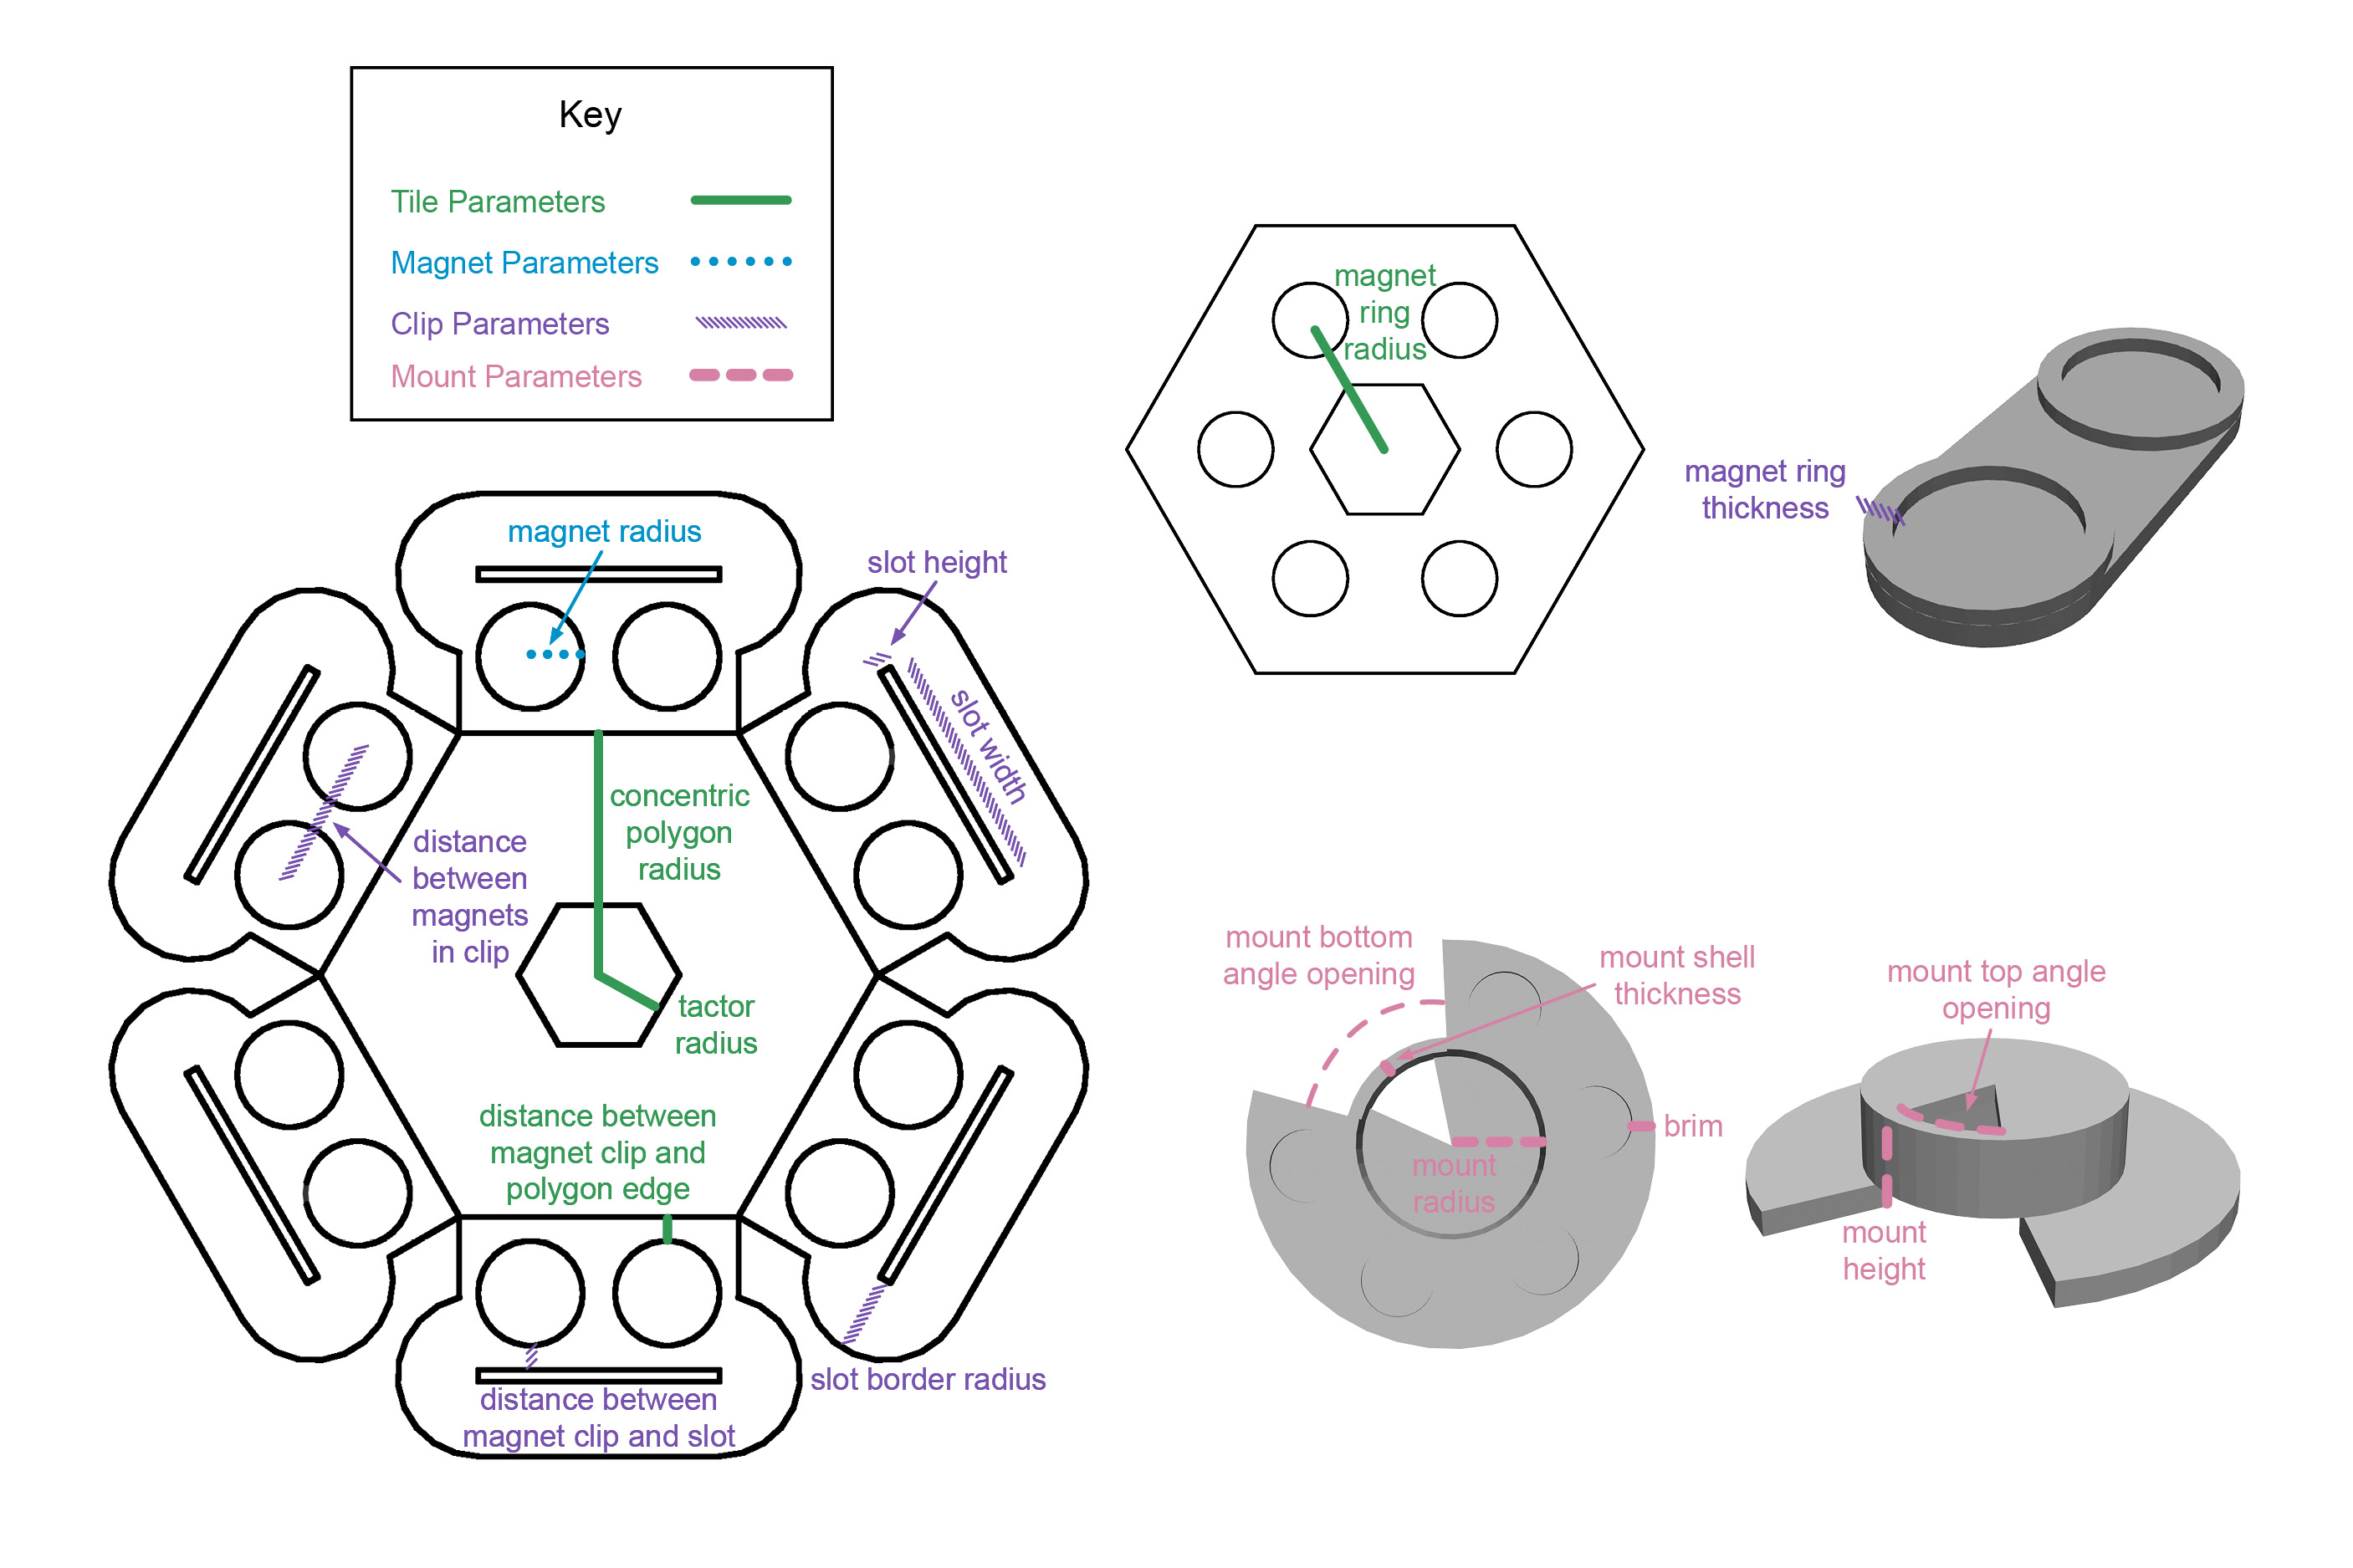 Key
Tile Parameters
Magnet Parameters
Clip Parameters
Mount Parameters
magnet radius
slot height
slot width
concentric
polygon
radius
distance
between
magnets
in clip
tactor
radius
distance between
magnet clip and
polygon edge
slot border radius
distance between
magnet clip and slot
magnet
ring
radius
magnet ring
thickness
mount bottom
angle opening
mount shell
thickness
brim
mount
radius
mount top angle
opening
mount
height